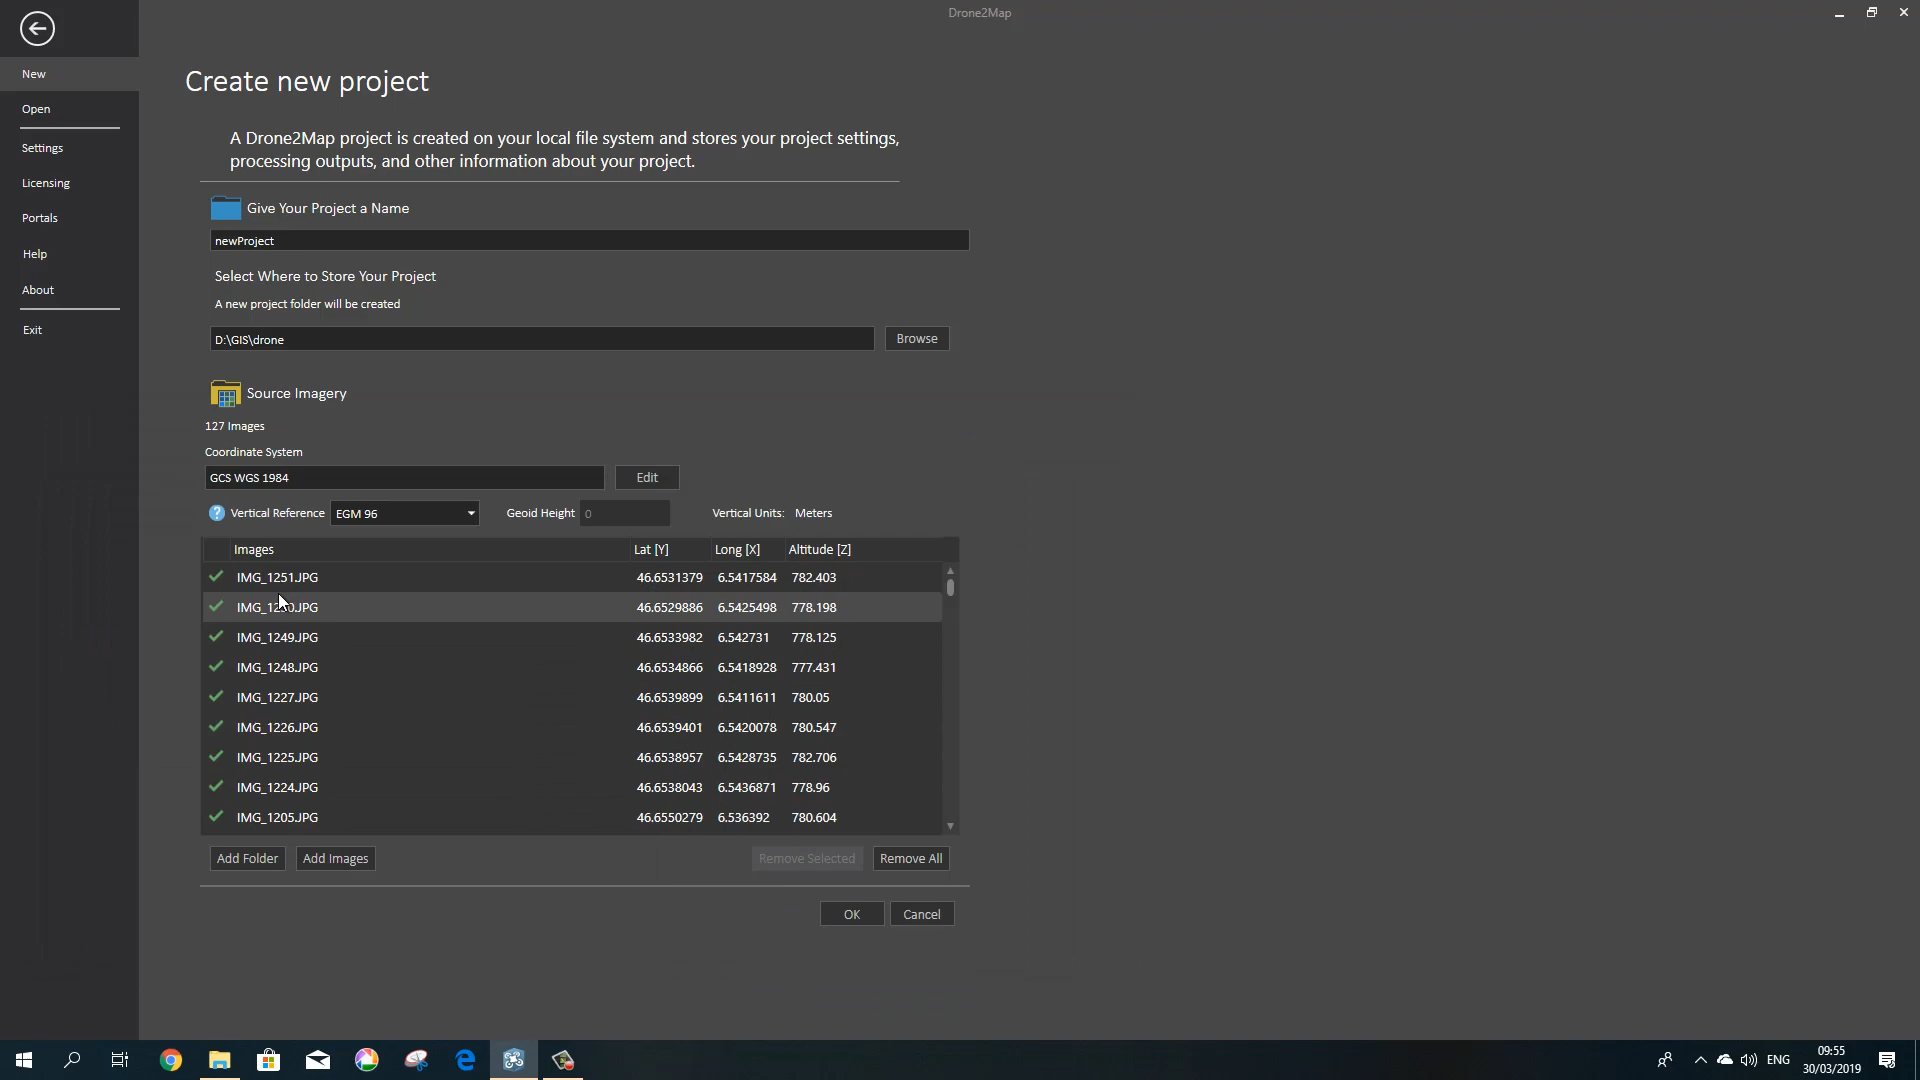 Drone2Map
New
Open
Settings
Licensing
Portals
Help
About
Exit
Create new project
A Drone2Map project is created on your local file system and stores your project settings,
processing outputs, and other information about your project.
Give Your Project a Name
newProject
Select Where to Store Your Project
A new project folder will be created
D:\GIS\drone
Browse
Source Imagery
127 Images
Coordinate System
GCS WGS 1984
Edit
? Vertical Reference EGM 96 Geoid Height 0 Vertical Units: Meters
Images Lat [Y] Long [X] Altitude [Z]
IMG_1251.JPG 46.6531379 6.5417584 782.403
46.6529886 6.5425498 778.198
IMG_1249.JPG 46.6533982 6.542731 778.125
IMG_1248.JPG 46.6534866 6.5418928 777.431
IMG_1227.JPG 46.6539899 6.5411611 780.05
IMG_1226.JPG 46.6539401 6.5420078 780.547
IMG_1225.JPG 46.6538957 6.5428735 782.706
IMG_1224.JPG 46.6538043 6.5436871 778.96
IMG_1205.JPG 46.6550279 6.536392 780.604
Add Folder Add Images Remove Selected Remove All
OK Cancel
ENG
09:55
30/03/2019